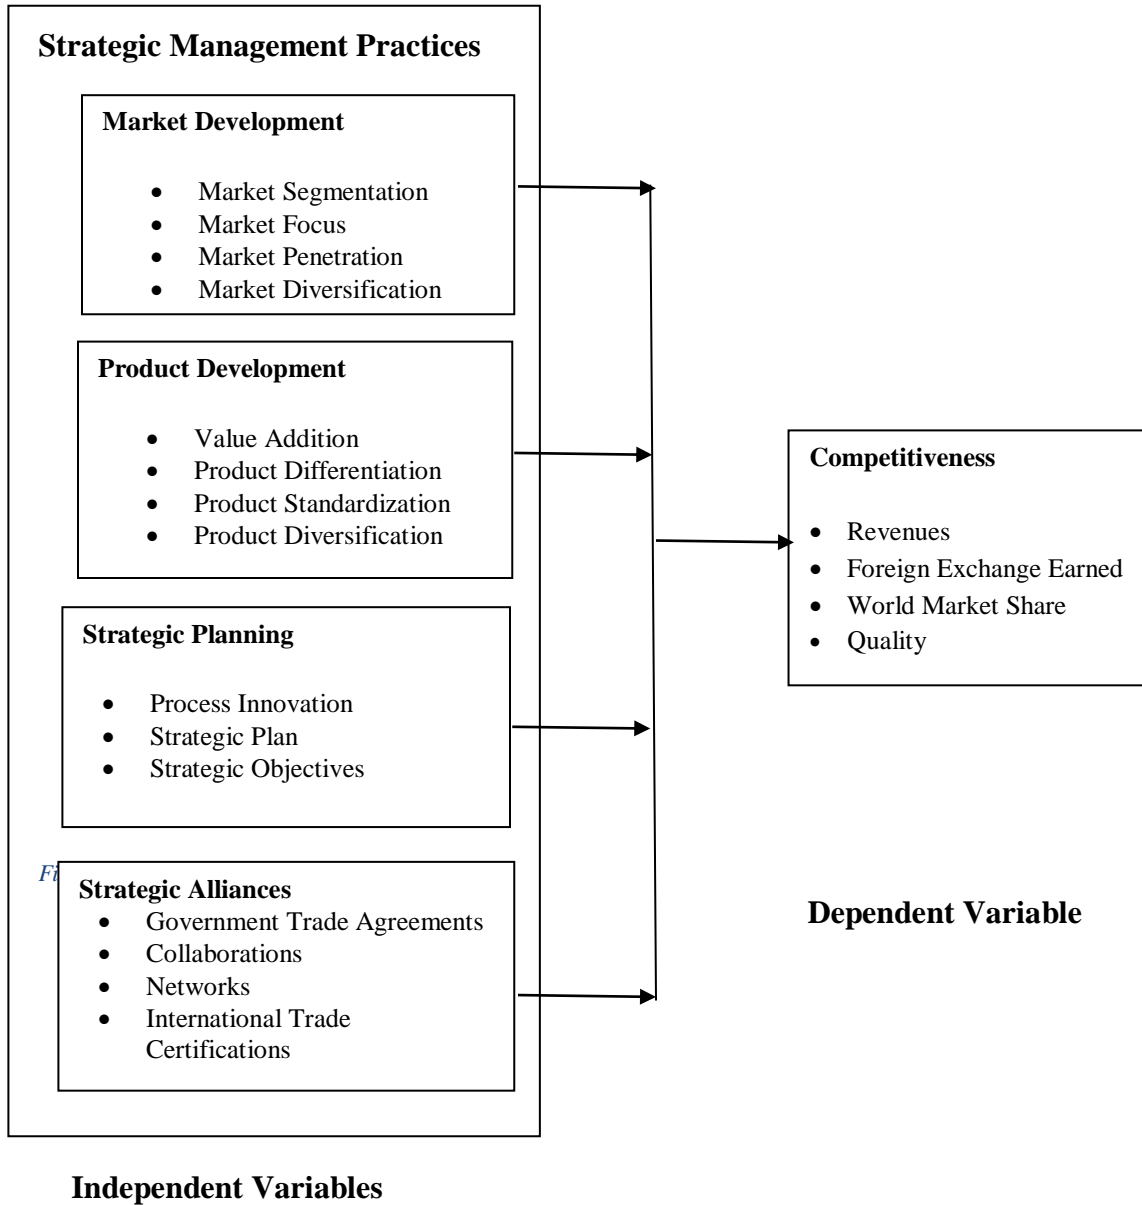 Strategic Management Practices
Market Development
• Market Segmentation
• Market Focus
• Market Penetration
• Market Diversification
Product Development
• Value Addition
• Product Differentiation
• Product Standardization
• Product Diversification
Strategic Planning
• Process Innovation
• Strategic Plan
• Strategic Objectives
Strategic Alliances
• Government Trade Agreements
• Collaborations
• Networks
• International Trade
Certifications
Independent Variables
Competitiveness
• Revenues
• Foreign Exchange Earned
• World Market Share
• Quality
Dependent Variable